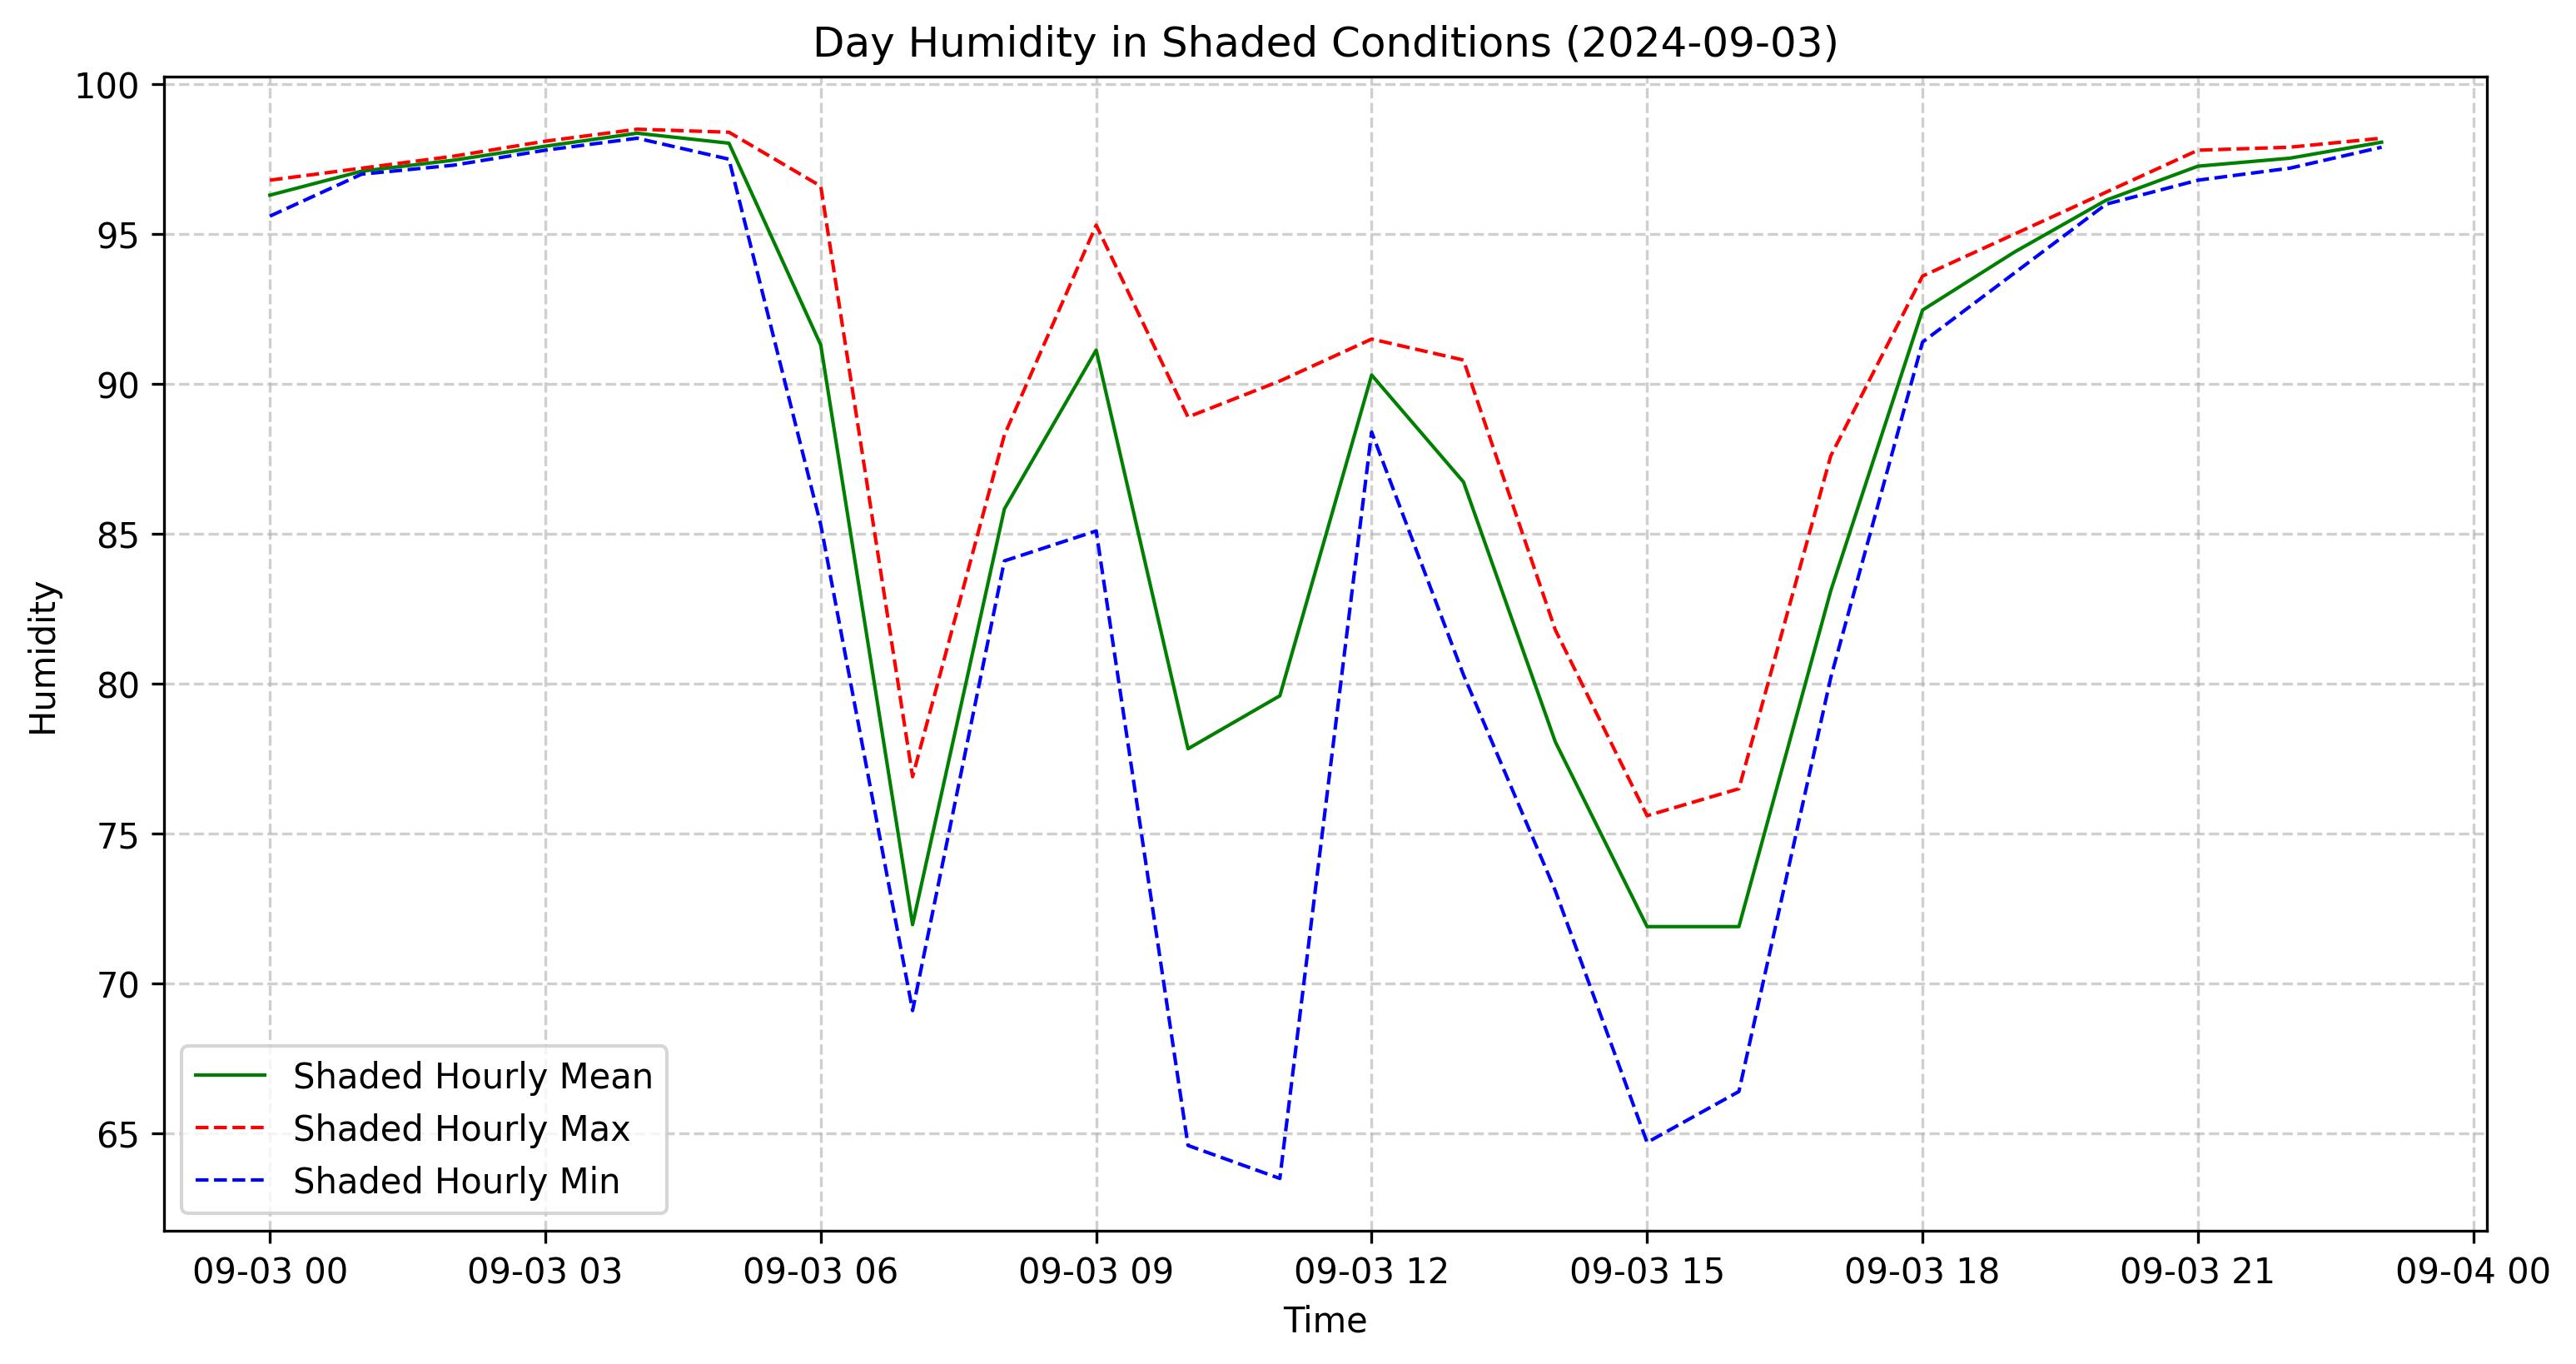 Day Humidity in Shaded Conditions (2024-09-03)
100
95
90
85
80
75
70
65
Humidity
Shaded Hourly Mean
Shaded Hourly Max
Shaded Hourly Min
09-03 00 09-03 03 09-03 06 09-03 09 09-03 12 09-03 15 09-03 18 09-03 21 09-04 00
Time